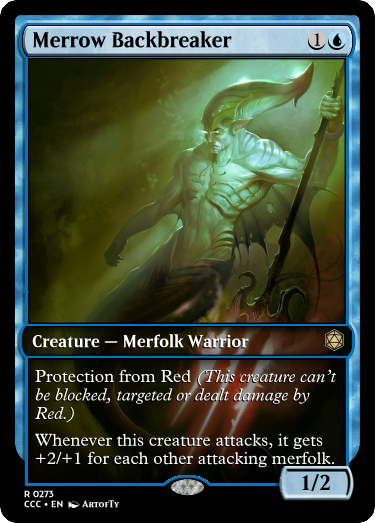 Merrow Backbreaker 1
Creature — Merfolk Warrior
Protection from Red (This creature can't
be blocked, targeted or dealt damage by
Red.)
Whenever this creature attacks, it gets
+2/+1 for each other attacking merfolk.
1/2
R 0273
CCC • EN ArtofTy